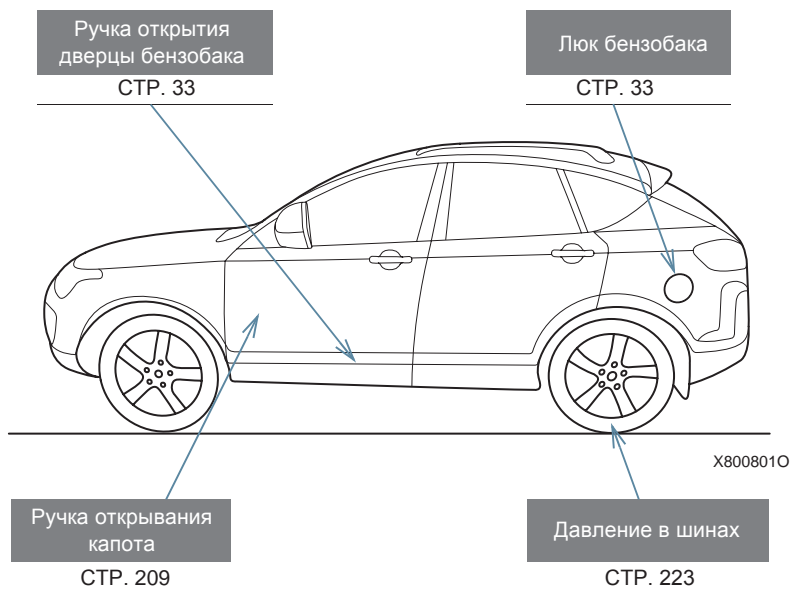 Ручка открытия
дверцы бензобака
СТР. 33
Люк бензобака
СТР. 33
X800801O
Ручка открывания
капота
СТР. 209
Давление в шинах
СТР. 223